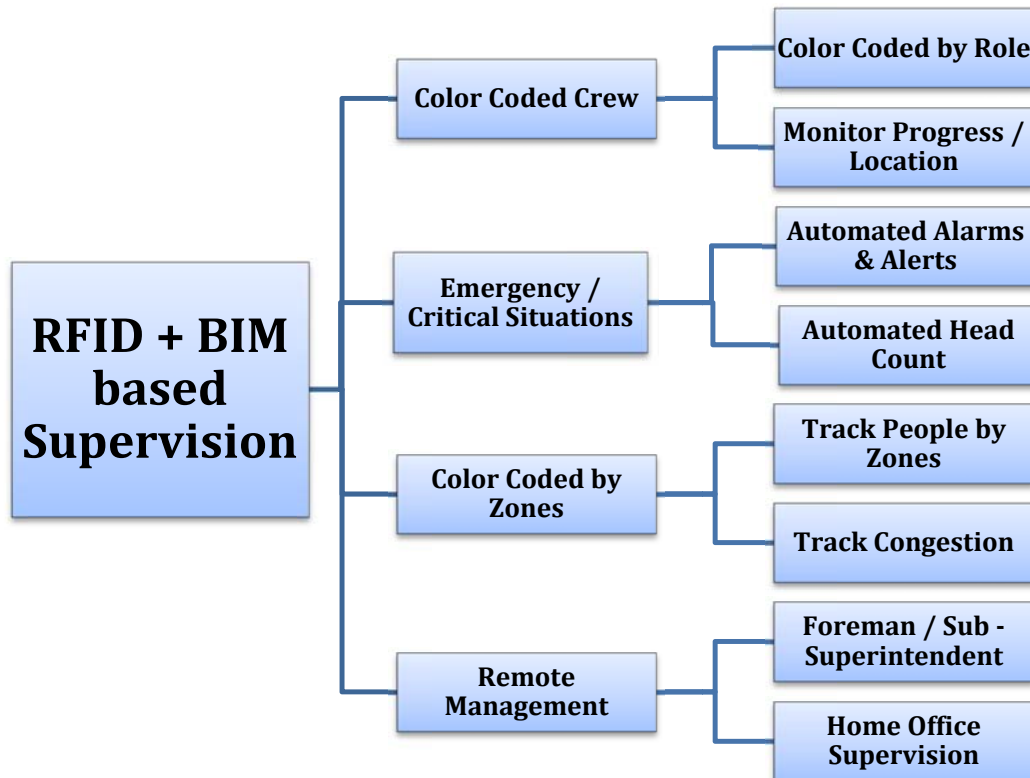 RFID + BIM
based
Supervision
Color Coded Crew
Color Coded by Role
Monitor Progress /
Location
Emergency /
Critical Situations
Automated Alarms
& Alerts
Automated Head
Count
Color Coded by
Zones
Track People by
Zones
Track Congestion
Remote
Management
Foreman / Sub -
Superintendent
Home Office
Supervision